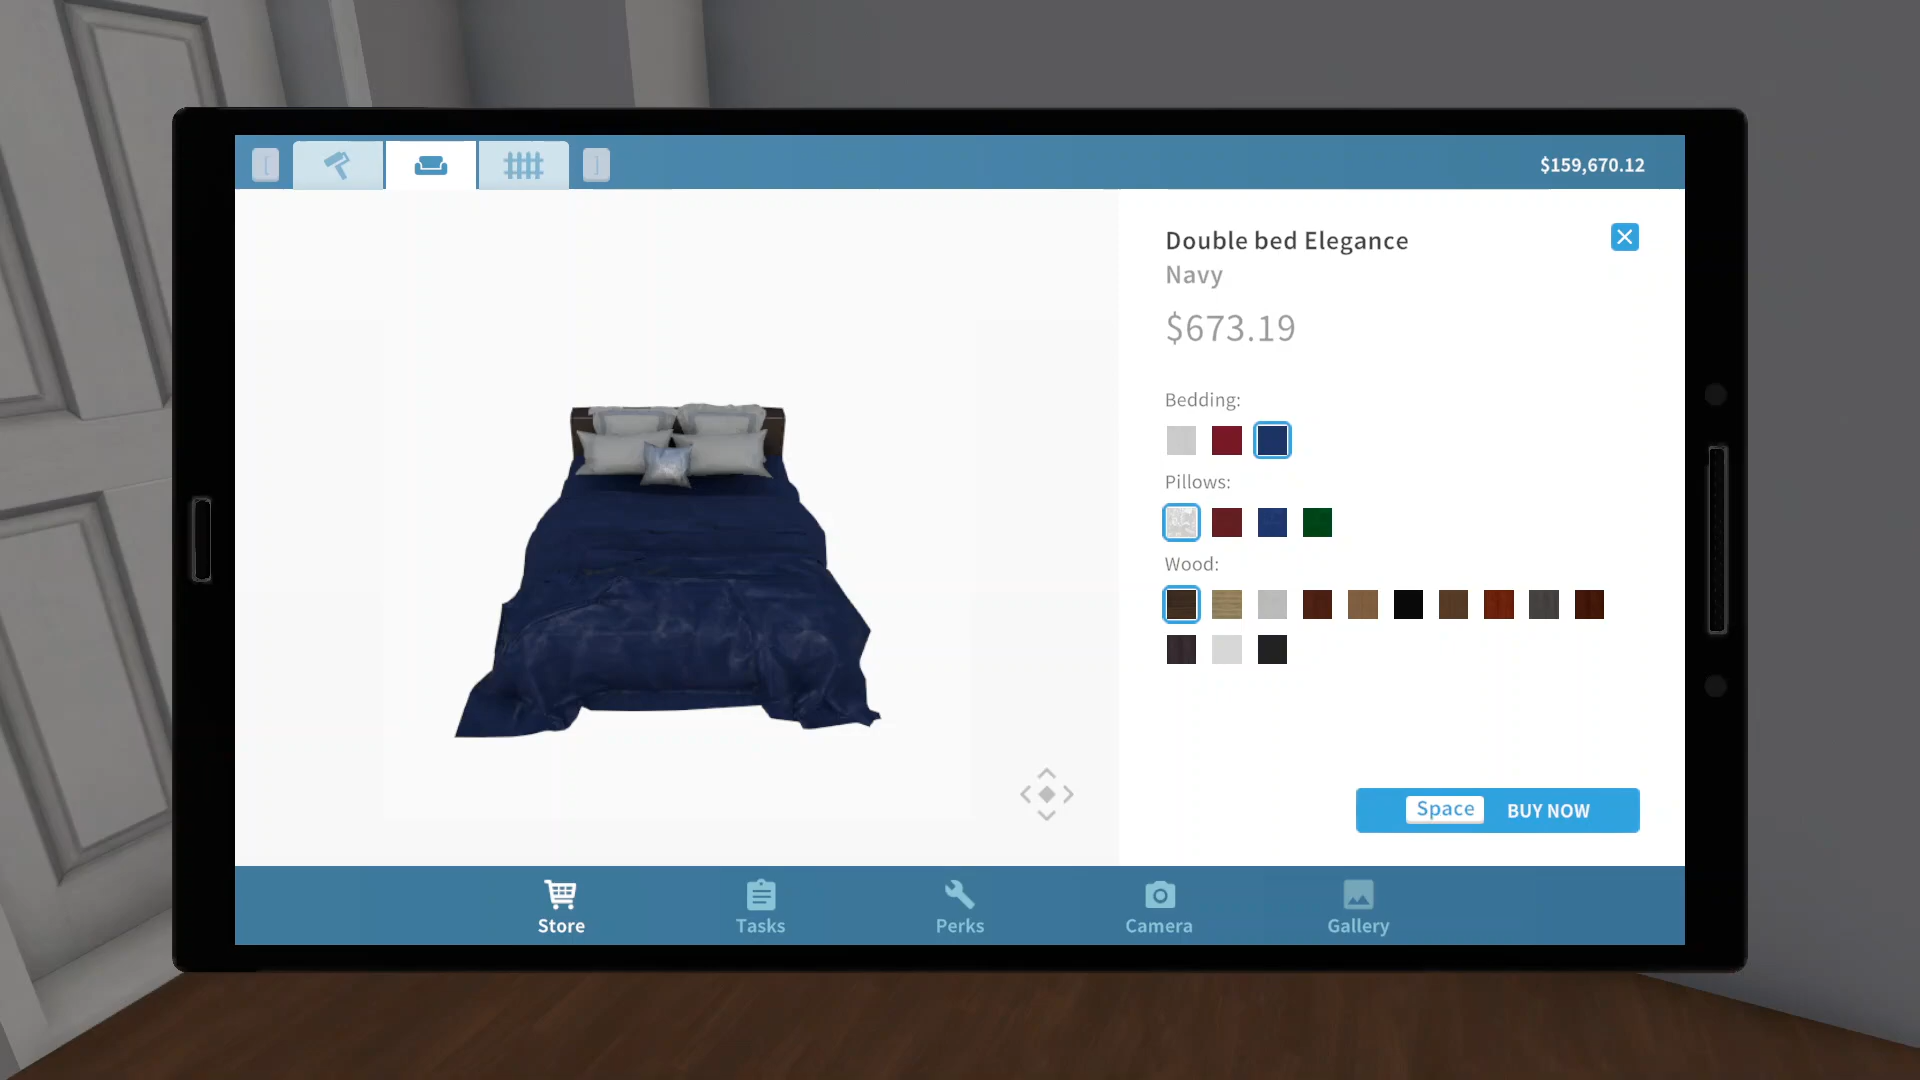 [
]
$159,670.12
Double bed Elegance
Navy
$673.19
Bedding:
Pillows:
Wood:
Space BUY NOW
Store
Tasks
Perks
Camera
Gallery